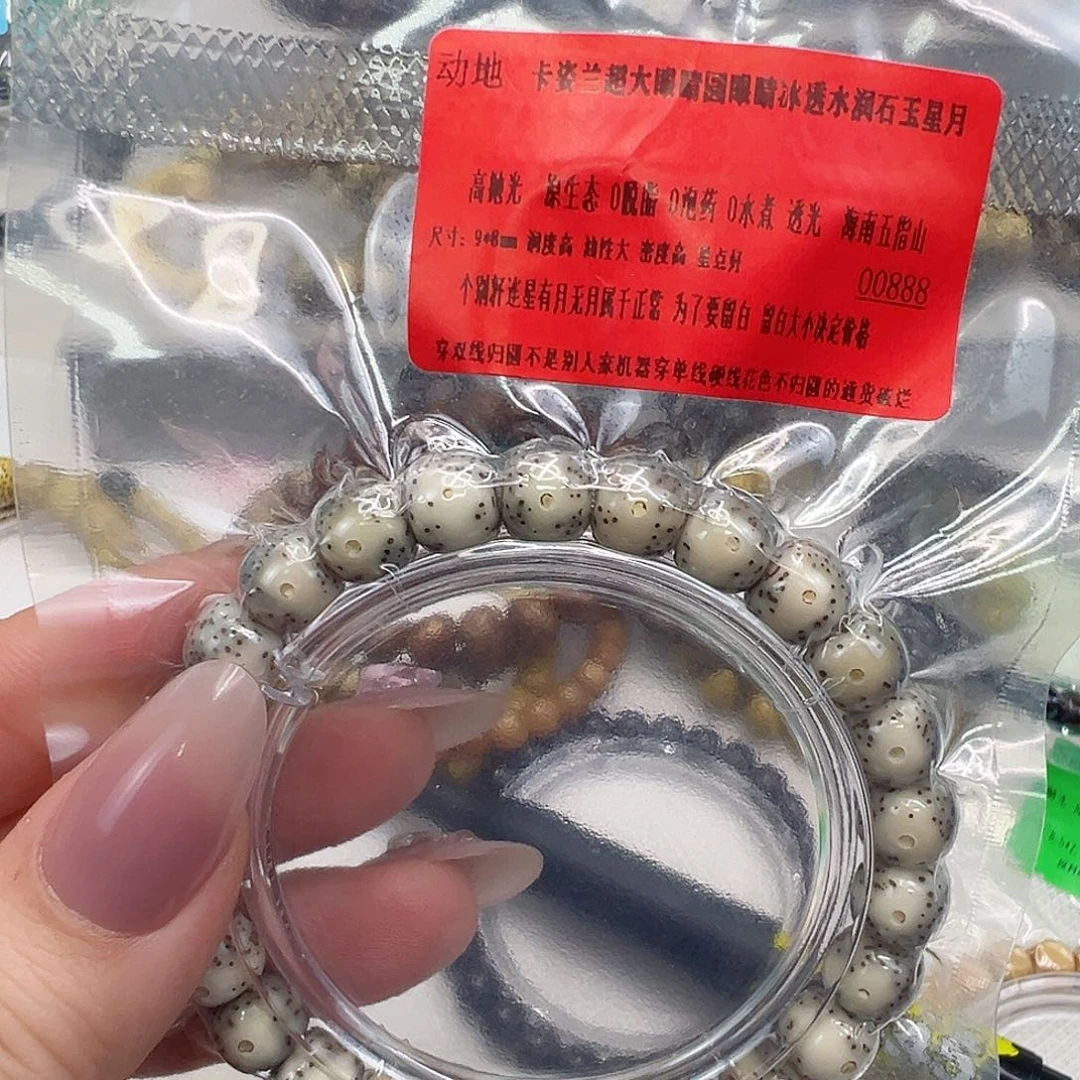 动地 卡姿兰超大眼睛圆眼睛冰透水润石玉星月
高抛光 原生态 0脱脂 0泡药 0水煮 透光 海南五指山
尺寸：9*8mm 润度高 油性大 密度高 星点好
00888
个别籽连星有月无月属于正常 为了要留白 留白大小决定价格
穿双线归圆不是别人家机器穿单线硬线花色不归圆的通货破烂